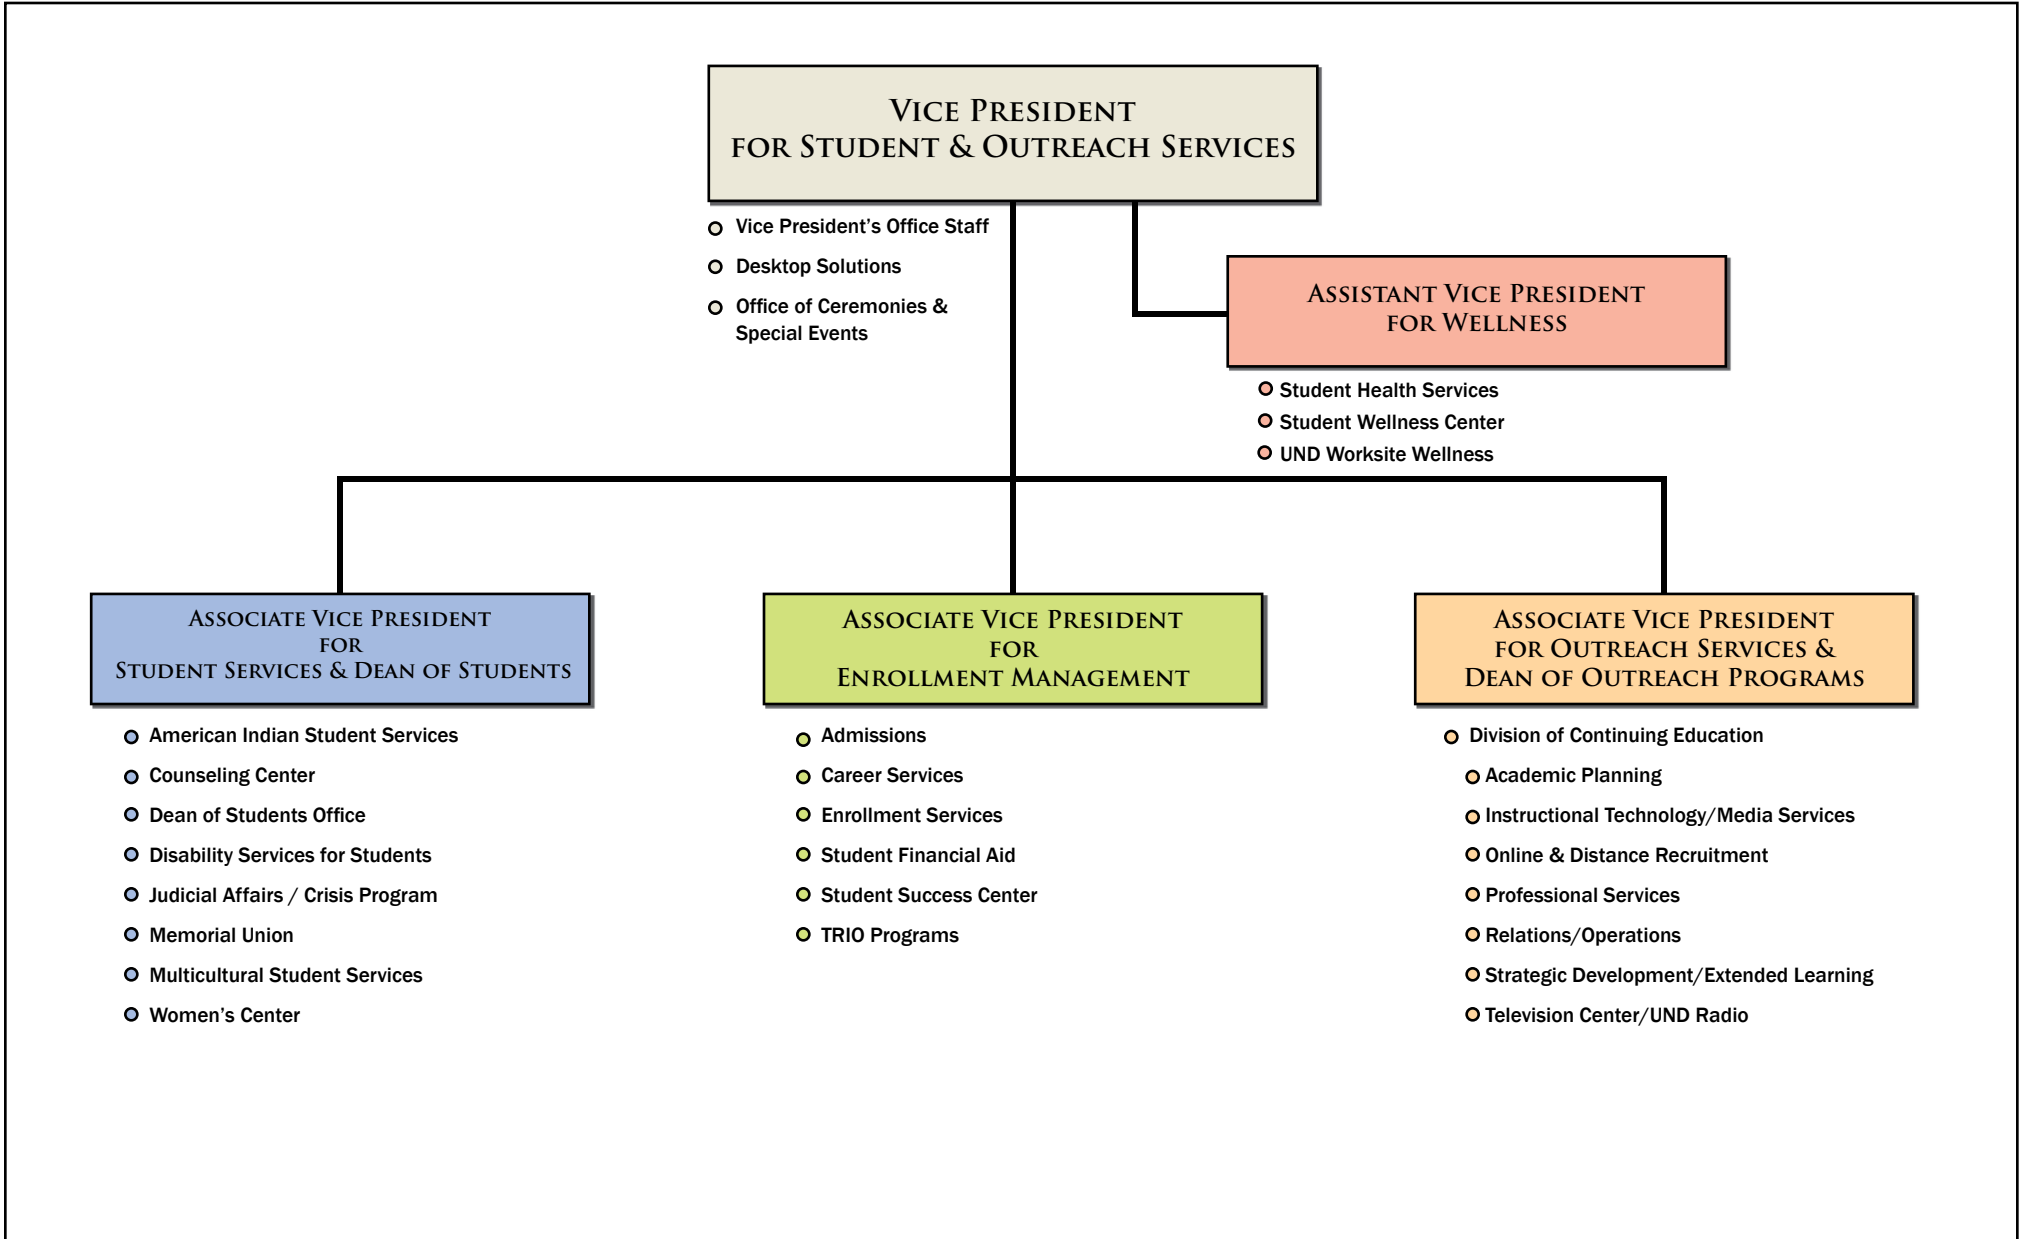 Vice President
for Student & Outreach Services
Vice President’s Office Staff
Desktop Solutions
Office of Ceremonies &
Special Events
Assistant Vice President
for Wellness
Student Health Services
Student Wellness Center
UND Worksite Wellness
Associate Vice President
for
Student Services & Dean of Students
American Indian Student Services
Counseling Center
Dean of Students Office
Disability Services for Students
Judicial Affairs / Crisis Program
Memorial Union
Multicultural Student Services
Women’s Center
Associate Vice President
for
Enrollment Management
Admissions
Career Services
Enrollment Services
Student Financial Aid
Student Success Center
TRIO Programs
Associate Vice President
for Outreach Services &
Dean of Outreach Programs
Division of Continuing Education
Academic Planning
Instructional Technology/Media Services
Online & Distance Recruitment
Professional Services
Relations/Operations
Strategic Development/Extended Learning
Television Center/UND Radio